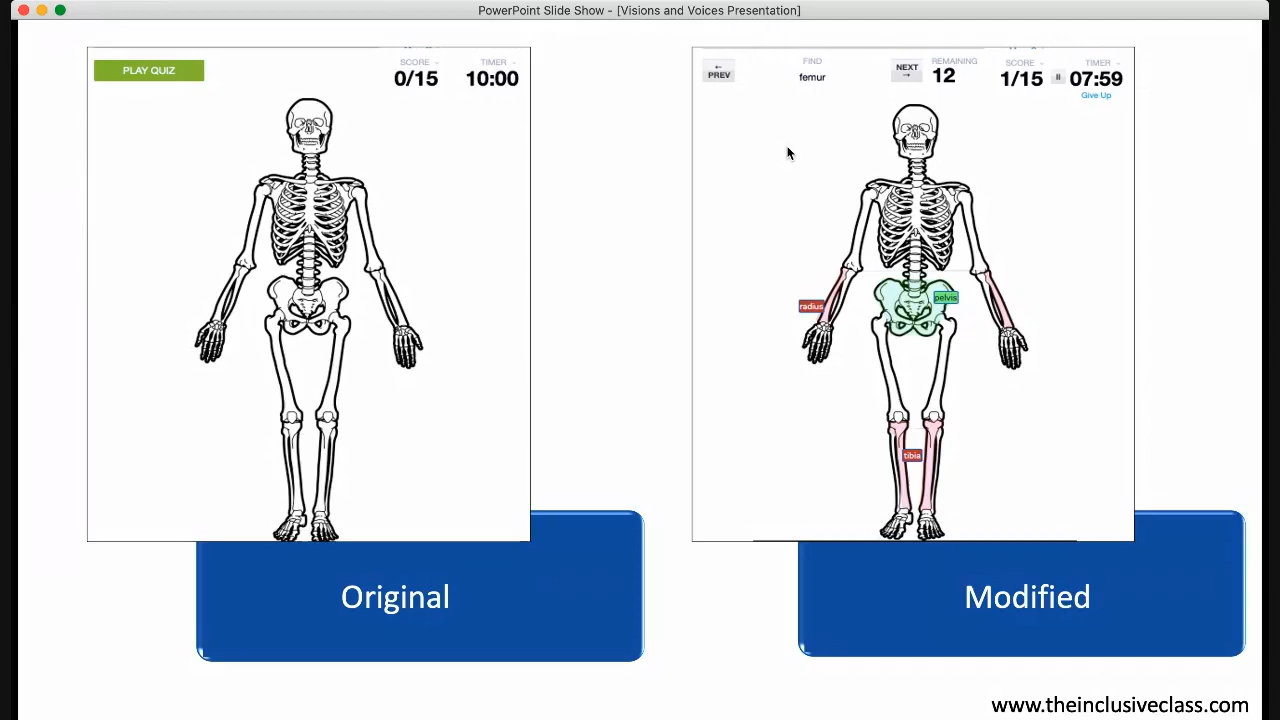 PowerPoint Slide Show - [Visions and Voices Presentation]
PLAY QUIZ
SCORE
0/15
TIMER
10:00
← PREV
FIND
femur
NEXT →
REMAINING
12
SCORE
1/15
TIMER
07:59
Give Up
radius
pelvis
tibia
Original
Modified
www.theinclusiveclass.com